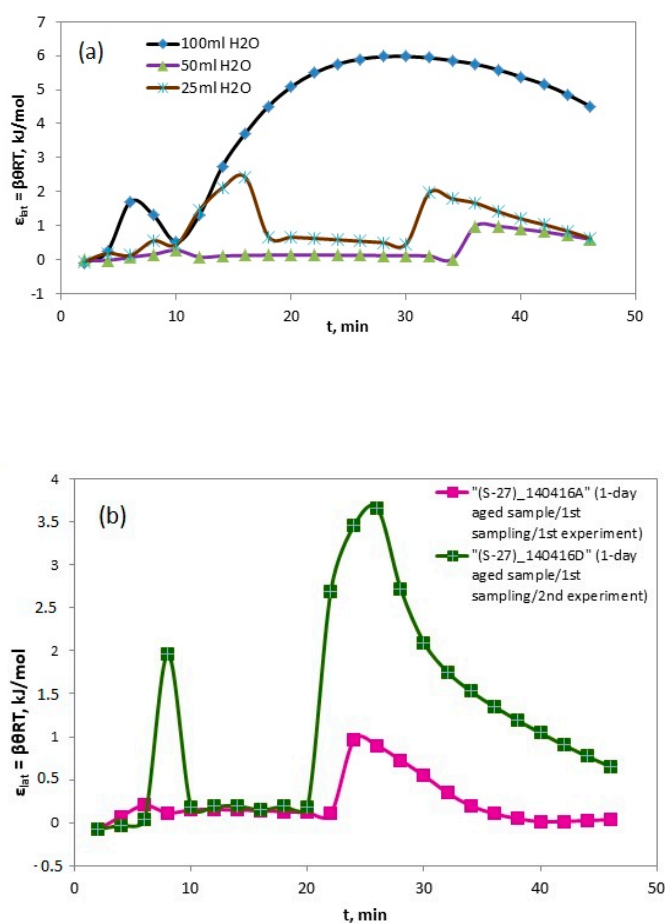 (a)
100ml H2O
50ml H2O
25ml H2O
ε_lat = βθRT, kJ/mol
7
6
5
4
3
2
1
0
-1
0 10 20 30 40 50
t, min
(b)
"(S-27)_140416A" (1-day
aged sample/1st
sampling/1st experiment)
"(S-27)_140416D" (1-day
aged sample/1st
sampling/2nd experiment)
ε_lat = βθRT, kJ/mol
4
3.5
3
2.5
2
1.5
1
0.5
0
-0.5
0 10 20 30 40 50
t, min